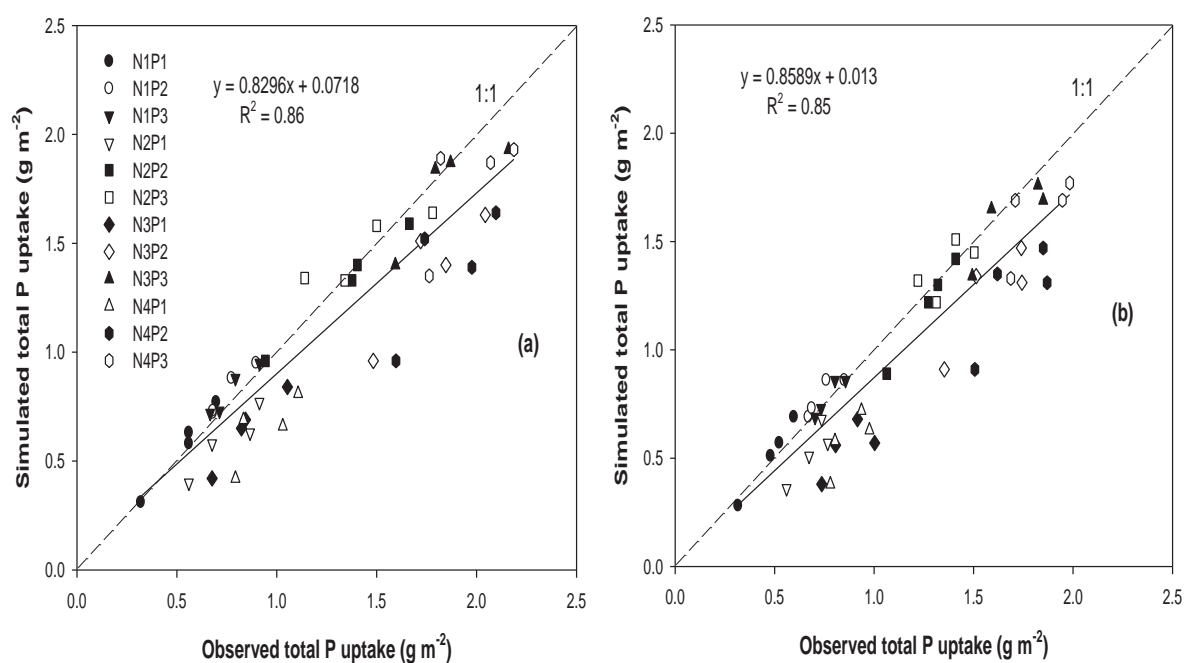 2.5
2.0
1.5
1.0
0.5
0.0
Simulated total P uptake (g m⁻²)
N1P1
N1P2
N1P3
N2P1
N2P2
N2P3
N3P1
N3P2
N3P3
N4P1
N4P2
N4P3
y = 0.8296x + 0.0718
R² = 0.86
1:1
(a)
0.0 0.5 1.0 1.5 2.0 2.5
Observed total P uptake (g m⁻²)
2.5
2.0
1.5
1.0
0.5
0.0
Simulated total P uptake (g m⁻²)
y = 0.8589x + 0.013
R² = 0.85
1:1
(b)
0.0 0.5 1.0 1.5 2.0 2.5
Observed total P uptake (g m⁻²)